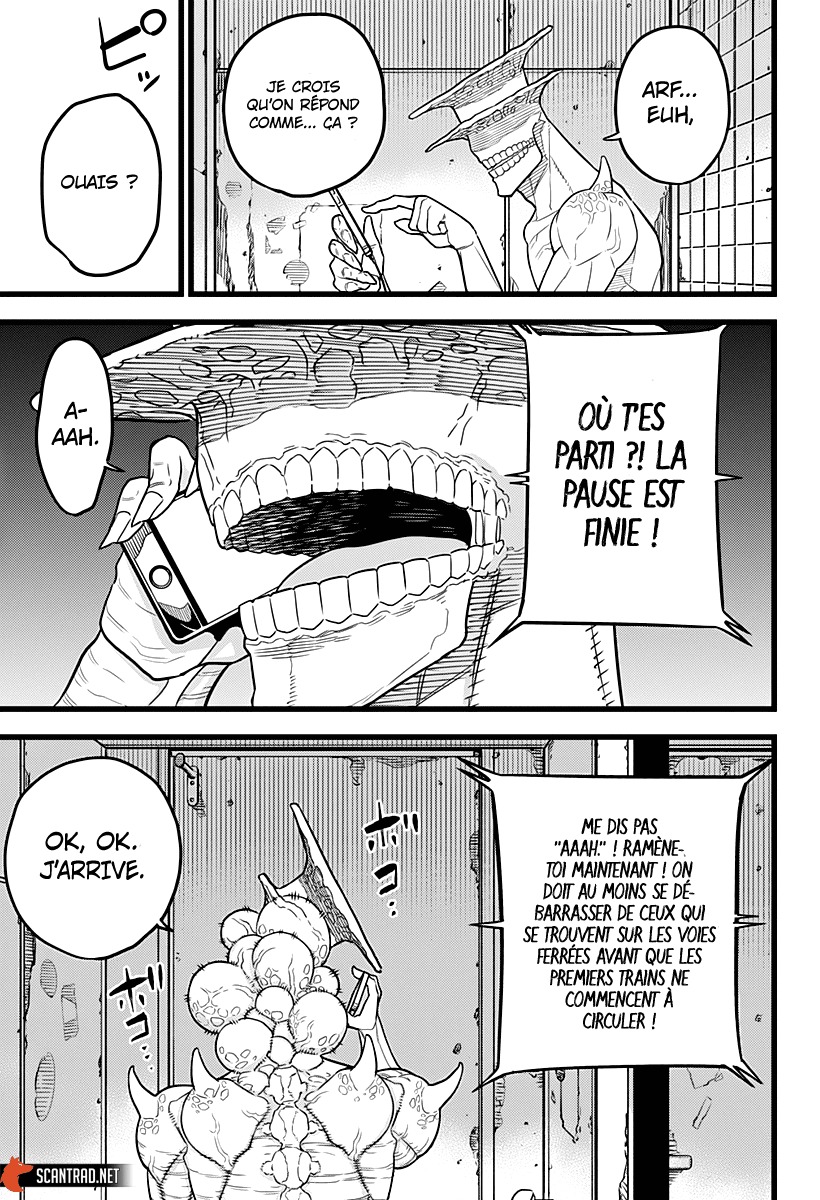 ARF...
EUH,
JE CROIS
QU'ON RÉPOND
COMME... ÇA ?
ピッ
OUAIS ?
OÙ T'ES
PARTI ?! LA
PAUSE EST
FINIE !
A-
AAH.
ME DIS PAS
"AAAH." ! RAMÈNE-
TOI MAINTENANT ! ON
DOIT AU MOINS SE DÉ-
BARRASSER DE CEUX QUI
SE TROUVENT SUR LES VOIES
FERRÉES AVANT QUE LES
PREMIERS TRAINS NE
COMMENCENT À
CIRCULER !
ボコ..
OK, OK.
J'ARRIVE.
ボコ..
SCANTRAD.NET